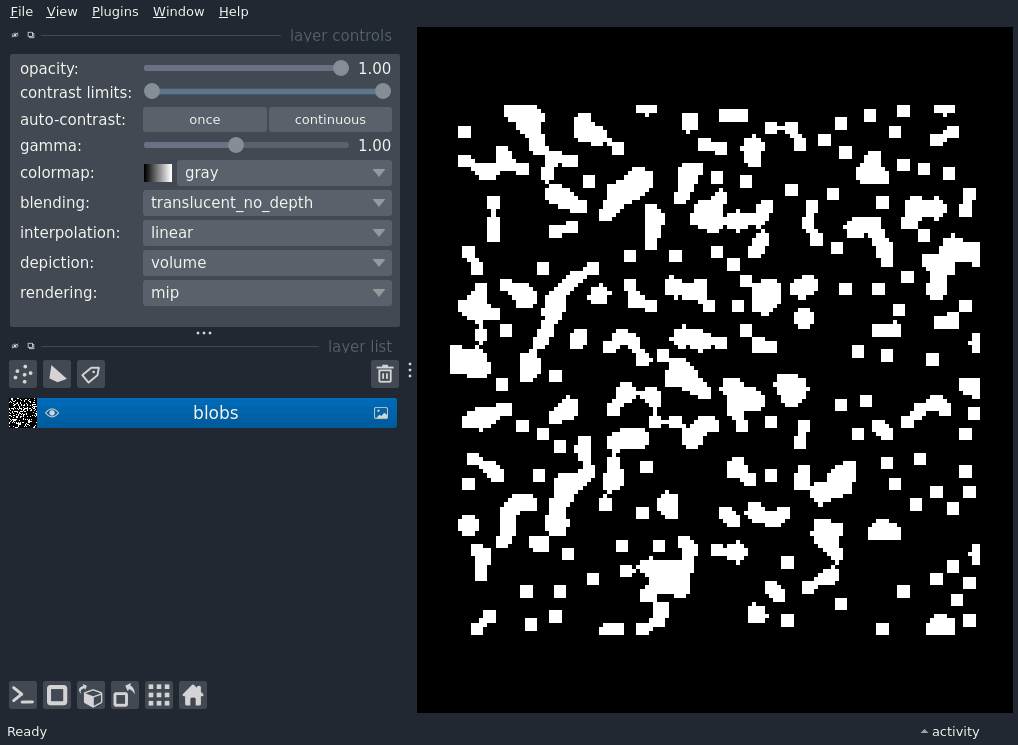 File View Plugins Window Help
layer controls
opacity: 1.00
contrast limits:
auto-contrast: once continuous
gamma: 1.00
colormap: gray
blending: translucent_no_depth
interpolation: linear
depiction: volume
rendering: mip
layer list
blobs
Ready activity